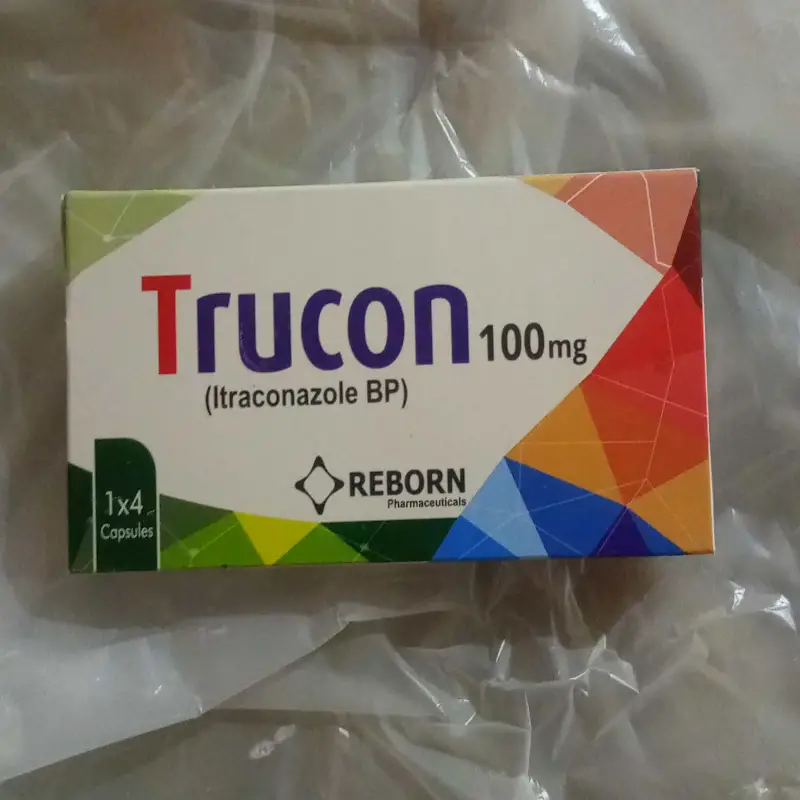 Trucon 100mg
(Itraconazole BP)
REBORN
Pharmaceuticals
1x4
Capsules